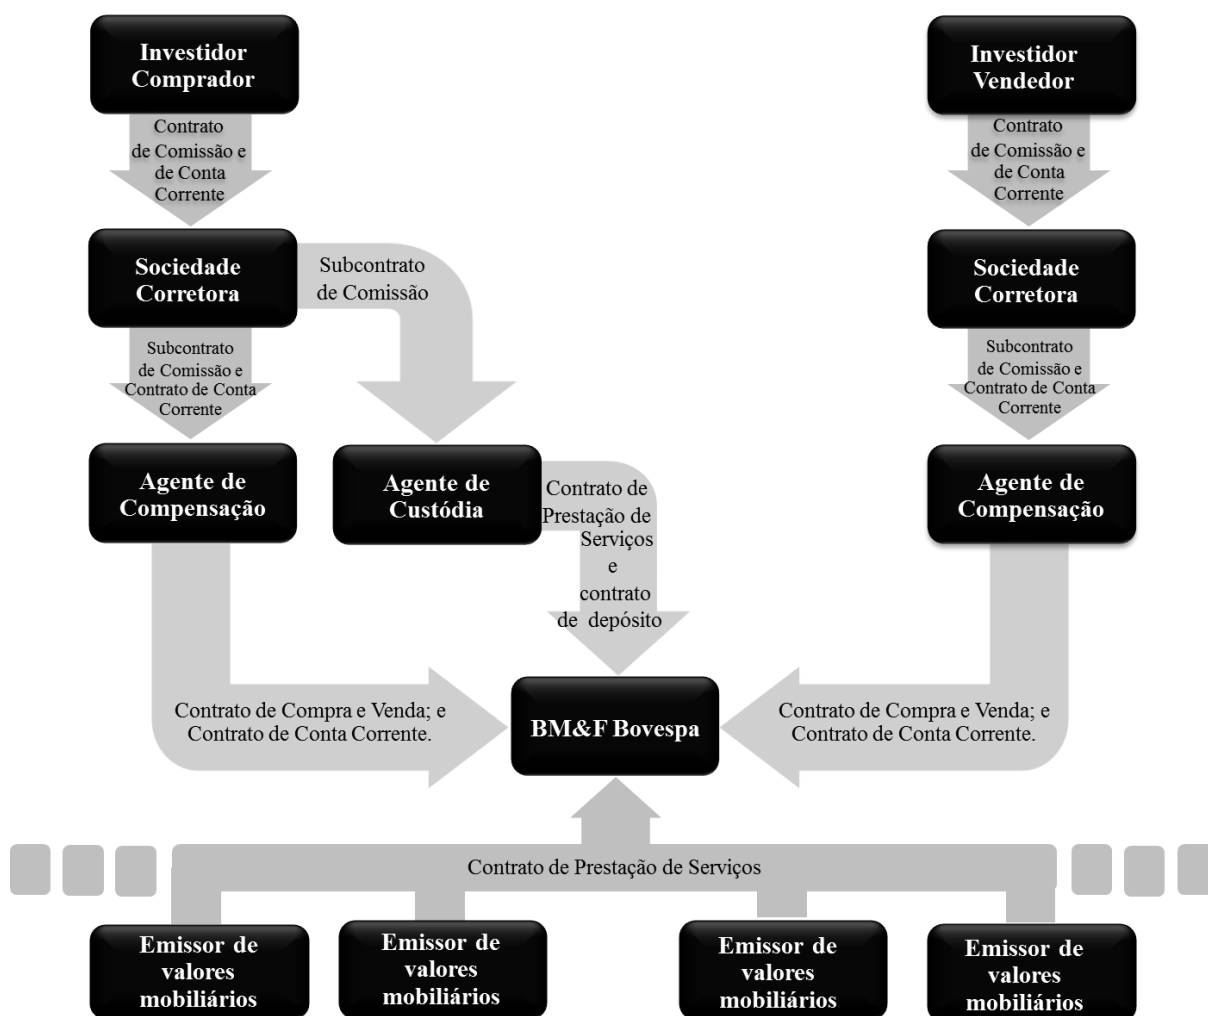 Investidor
Comprador
Investidor
Vendedor
Contrato
de Comissão e
de Conta
Corrente
Contrato
de Comissão e
de Conta
Corrente
Sociedade
Corretora
Subcontrato
de Comissão
Sociedade
Corretora
Subcontrato
de Comissão e
Contrato de Conta
Corrente
Subcontrato
de Comissão e
Contrato de Conta
Corrente
Agente de
Compensação
Agente de
Custódia
Contrato de
Prestação de
Serviços
e
contrato
de depósito
Agente de
Compensação
Contrato de Compra e Venda; e
Contrato de Conta Corrente.
BM&F Bovespa
Contrato de Compra e Venda; e
Contrato de Conta Corrente.
Contrato de Prestação de Serviços
Emissor de
valores
mobiliários
Emissor de
valores
mobiliários
Emissor de
valores
mobiliários
Emissor de
valores
mobiliários